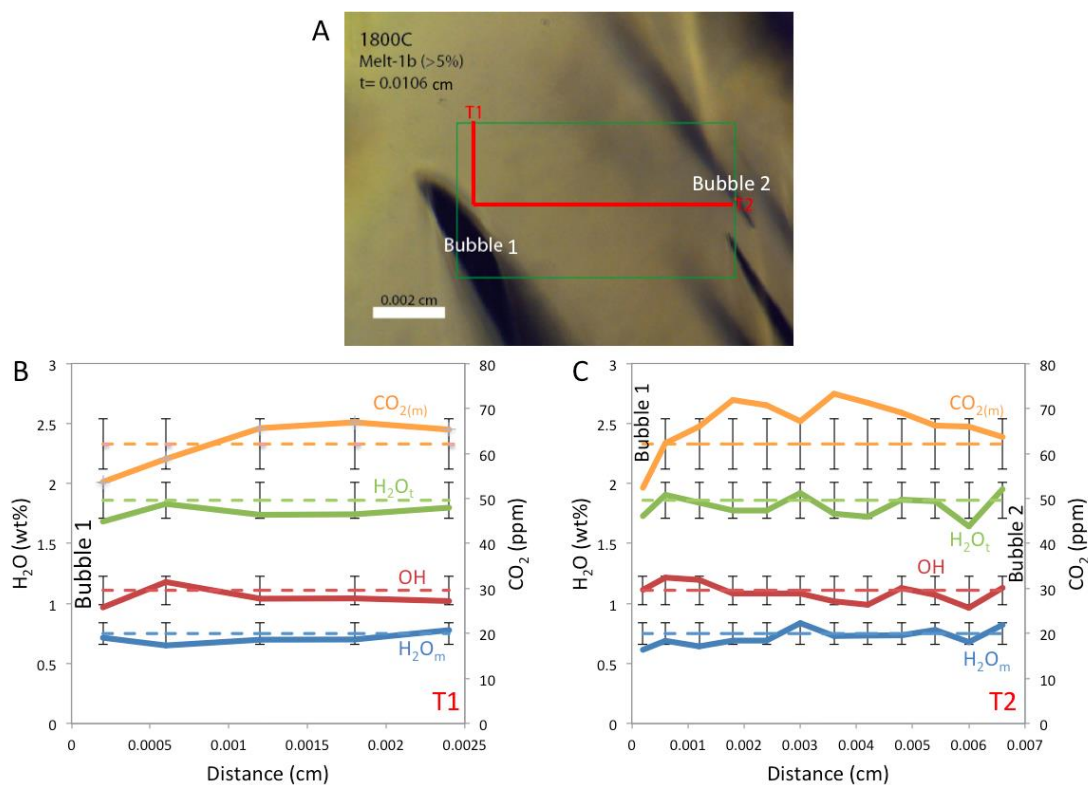 A
1800C
Melt-1b (>5%)
t= 0.0106 cm
T1
Bubble 2
T2
Bubble 1
0.002 cm
B
3
2.5
2
1.5
1
0.5
0
H₂O (wt%)
Bubble 1
CO₂(m)
H₂Oₜ
OH
H₂Oₘ
T1
80
70
60
50
40
30
20
10
0
CO₂ (ppm)
0
0.0005
0.001
0.0015
0.002
0.0025
Distance (cm)
C
3
2.5
2
1.5
1
0.5
0
H₂O (wt%)
Bubble 1
CO₂(m)
H₂Oₜ
OH
H₂Oₘ
Bubble 2
T2
80
70
60
50
40
30
20
10
0
CO₂ (ppm)
0
0.001
0.002
0.003
0.004
0.005
0.006
0.007
Distance (cm)